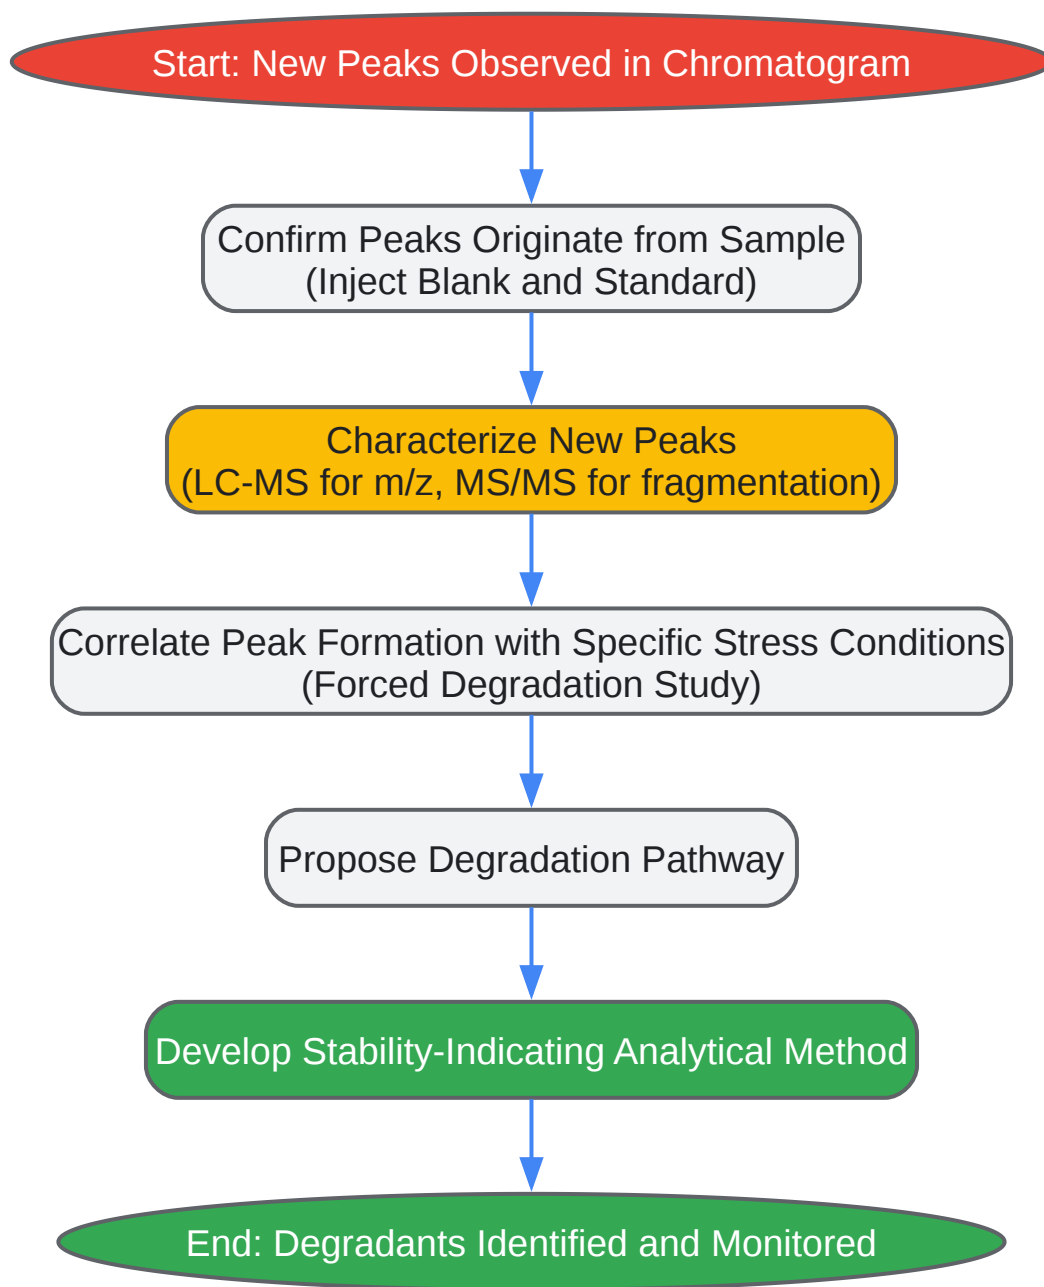 Start: New Peaks Observed in Chromatogram
Confirm Peaks Originate from Sample
(Inject Blank and Standard)
Characterize New Peaks
(LC-MS for m/z, MS/MS for fragmentation)
Correlate Peak Formation with Specific Stress Conditions
(Forced Degradation Study)
Propose Degradation Pathway
Develop Stability-Indicating Analytical Method
End: Degradants Identified and Monitored